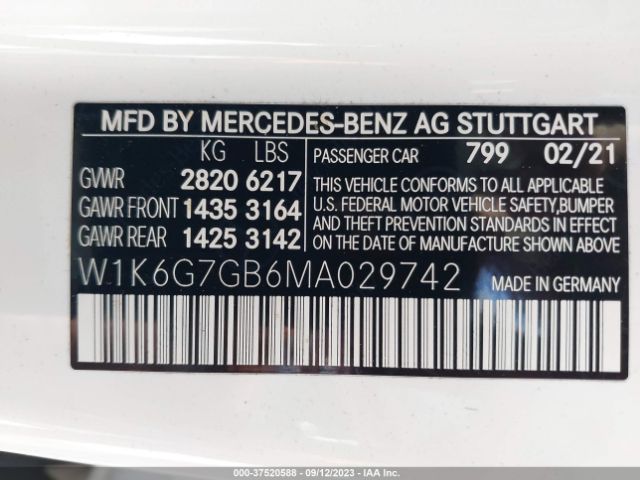 MFD BY MERCEDES-BENZ AG STUTTGART
KG LBS
GVWR 2820 6217
GAWR FRONT 1435 3164
GAWR REAR 1425 3142
PASSENGER CAR 799 02/21
THIS VEHICLE CONFORMS TO ALL APPLICABLE
U.S. FEDERAL MOTOR VEHICLE SAFETY,BUMPER
AND THEFT PREVENTION STANDARDS IN EFFECT
ON THE DATE OF MANUFACTURE SHOWN ABOVE.
W1K6G7GB6MA029742 MADE IN GERMANY
000-37520588 - 09/12/2023 - IAA Inc.